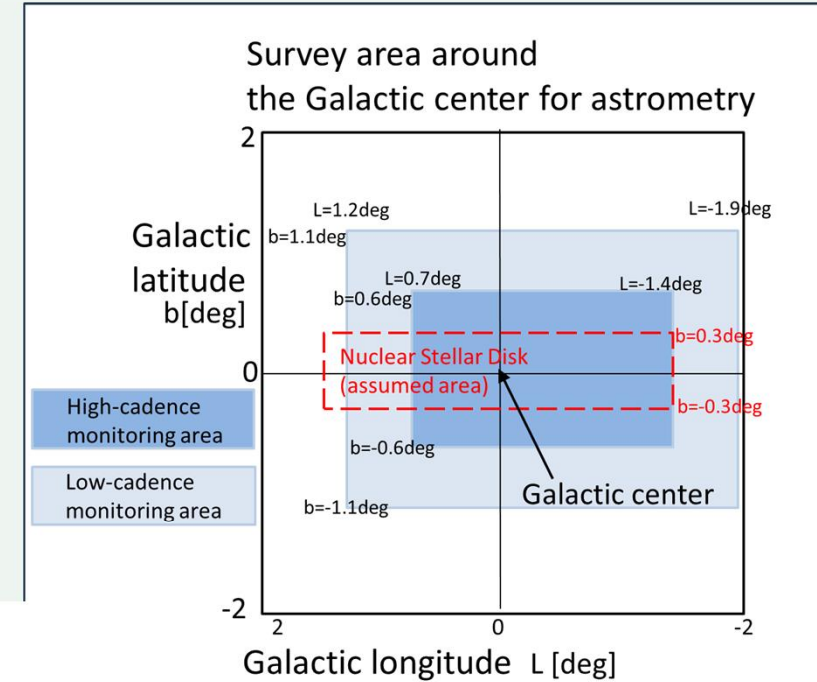 Survey area around
the Galactic center for astrometry
2
L=1.2deg
L=-1.9deg
Galactic
latitude
b[deg]
b=1.1deg
L=0.7deg
L=-1.4deg
b=0.6deg
b=0.3deg
Nuclear Stellar Disk
(assumed area)
0
b=-0.3deg
High-cadence
monitoring area
b=-0.6deg
Low-cadence
monitoring area
Galactic center
b=-1.1deg
-2
2
0
-2
Galactic longitude L [deg]